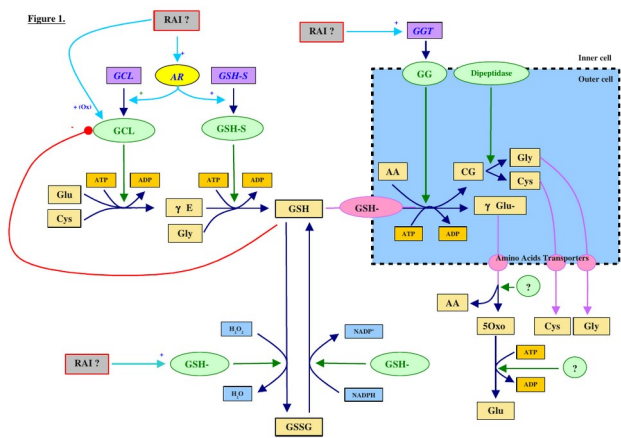 Figure 1.
RAI ?
RAI ?
+
GGT
+
GCL
AR
+
GSH-S
+
+
+ (Ox)
-
GCL
GSH-S
GG
Dipeptidase
Inner cell
Outer cell
ATP
ADP
ATP
ADP
AA
CG
Gly
Cys
Glu
Cys
γ E
Gly
GSH
GSH-
γ Glu-
ATP
ADP
Amino Acids Transporters
?
AA
5Oxo
Cys
Gly
H2O2
NADP+
RAI ?
+
GSH-
GSH-
H2O
NADPH
ATP
?
ADP
Glu
GSSG